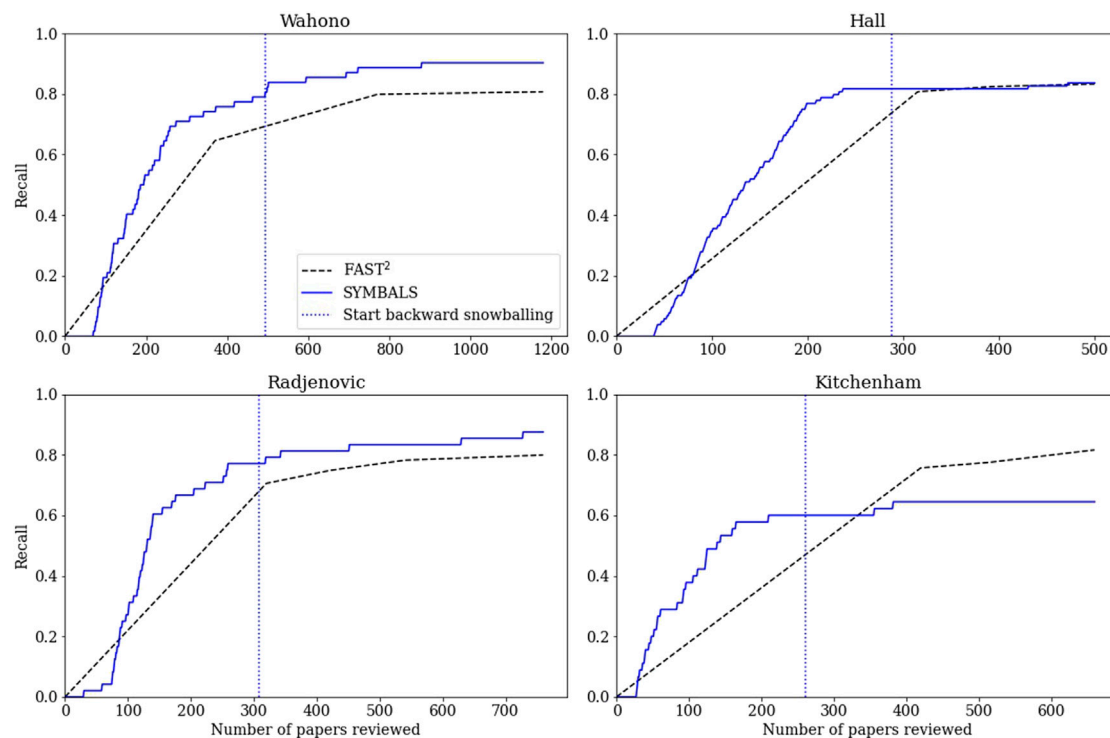 Wahono
Hall
1.0
0.8
0.6
0.4
0.2
0.0
Recall
0 200 400 600 800 1000 1200
FAST2
SYMBALS
Start backward snowballing
1.0
0.8
0.6
0.4
0.2
0.0
0 100 200 300 400 500
Radjenovic
Kitchenham
1.0
0.8
0.6
0.4
0.2
0.0
Recall
0 100 200 300 400 500 600 700
Number of papers reviewed
1.0
0.8
0.6
0.4
0.2
0.0
0 100 200 300 400 500 600
Number of papers reviewed